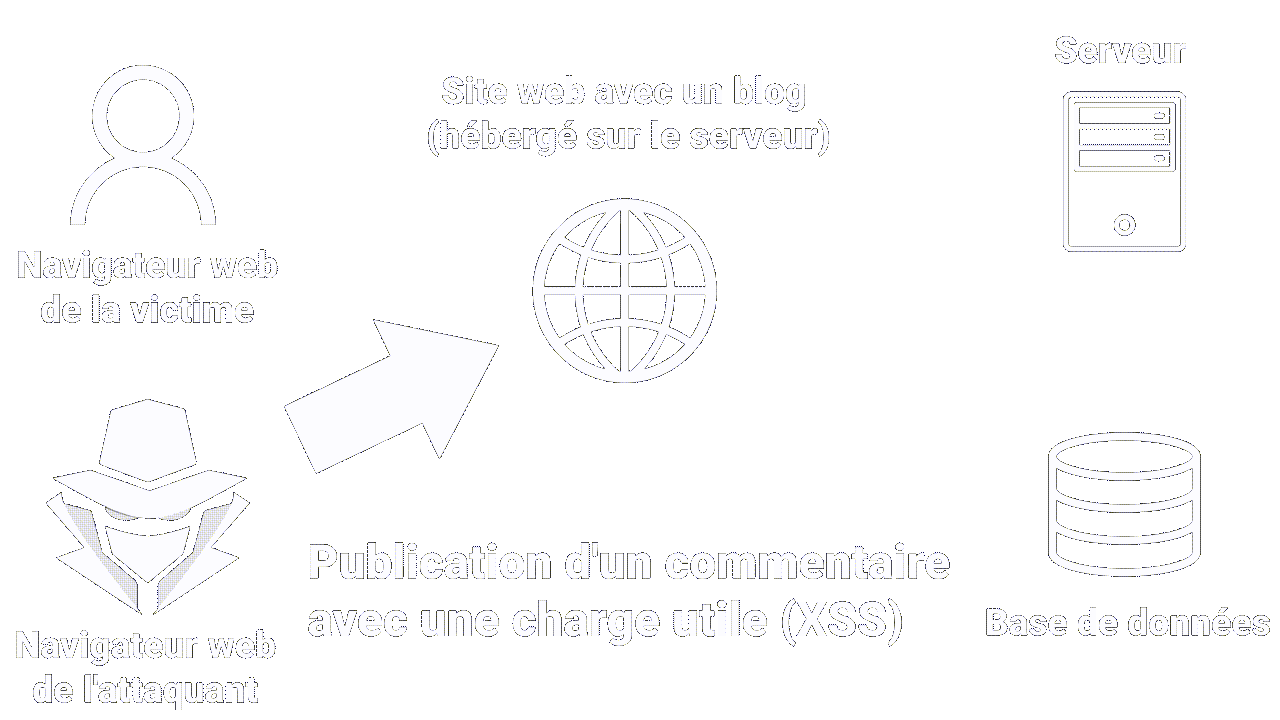 Serveur
Site web avec un blog
(hébergé sur le serveur)
Navigateur web
de la victime
Publication d'un commentaire
avec une charge utile (XSS)
Base de données
Navigateur web
de l'attaquant